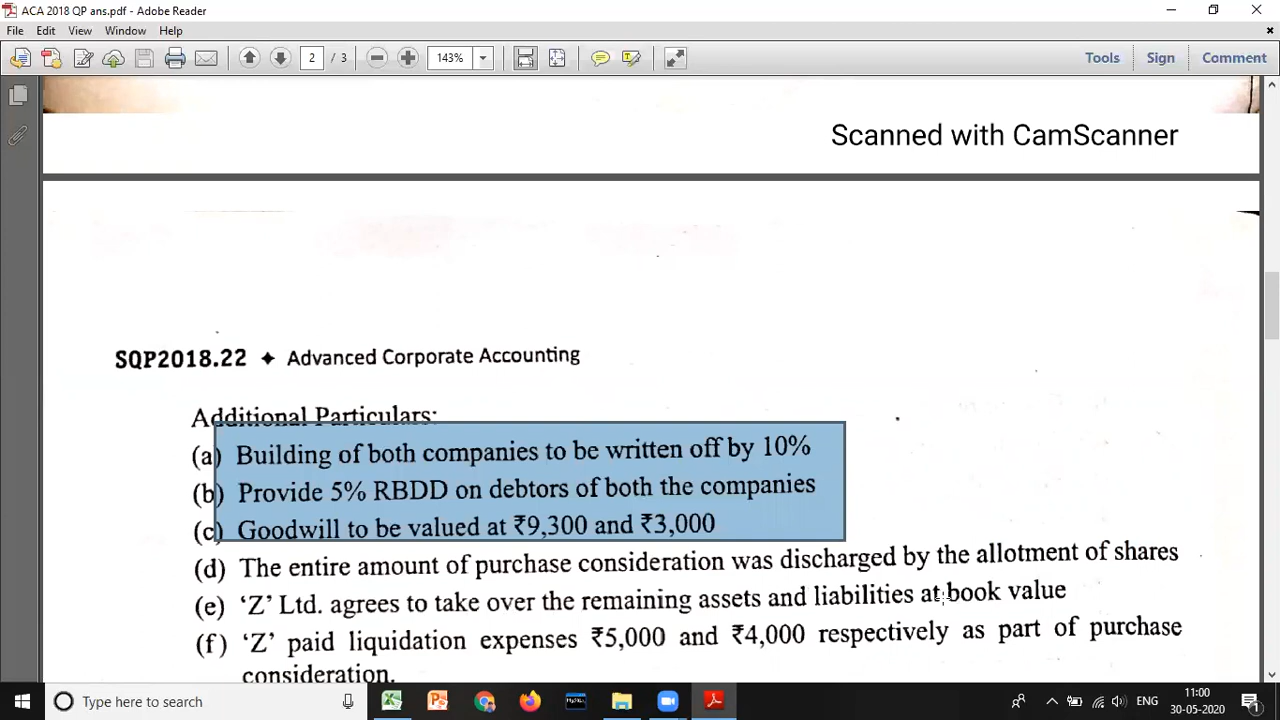 ACA 2018 QP ans.pdf - Adobe Reader
File Edit View Window Help
2 / 3 143% Tools Sign Comment
Scanned with CamScanner
SQP2018.22 ✦ Advanced Corporate Accounting
Additional Particulars:
(a) Building of both companies to be written off by 10%
(b) Provide 5% RBDD on debtors of both the companies
(c) Goodwill to be valued at ₹9,300 and ₹3,000
(d) The entire amount of purchase consideration was discharged by the allotment of shares
(e) ‘Z’ Ltd. agrees to take over the remaining assets and liabilities at book value
(f) ‘Z’ paid liquidation expenses ₹5,000 and ₹4,000 respectively as part of purchase
consideration.
Type here to search
ENG
11:00
30-05-2020
1